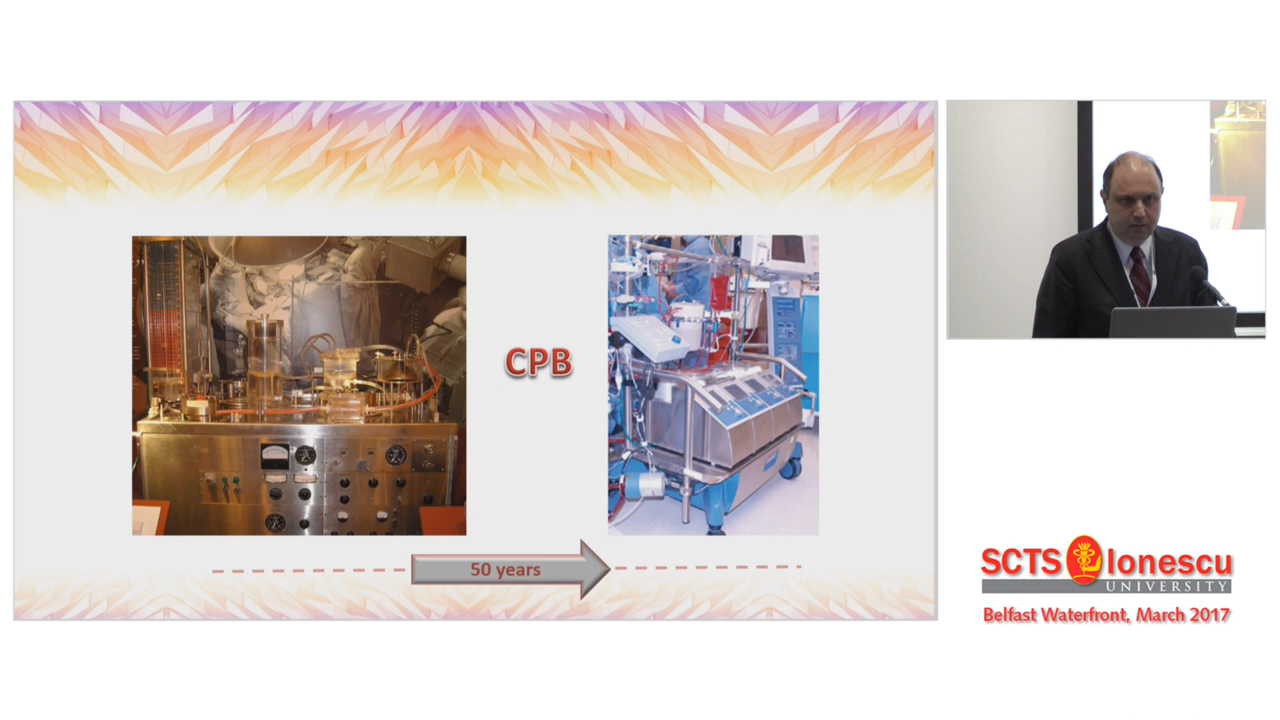 CPB
50 years
SCTS Ionescu
UNIVERSITY
Belfast Waterfront, March 2017